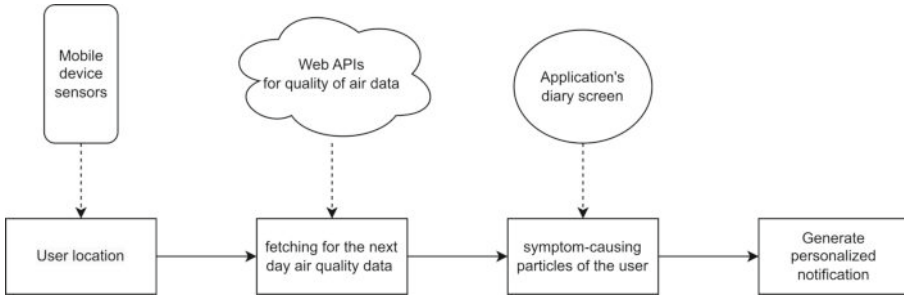 Mobile
device
sensors
Web APIs
for quality of air data
Application's
diary screen
User location
fetching for the next
day air quality data
symptom-causing
particles of the user
Generate
personalized
notification